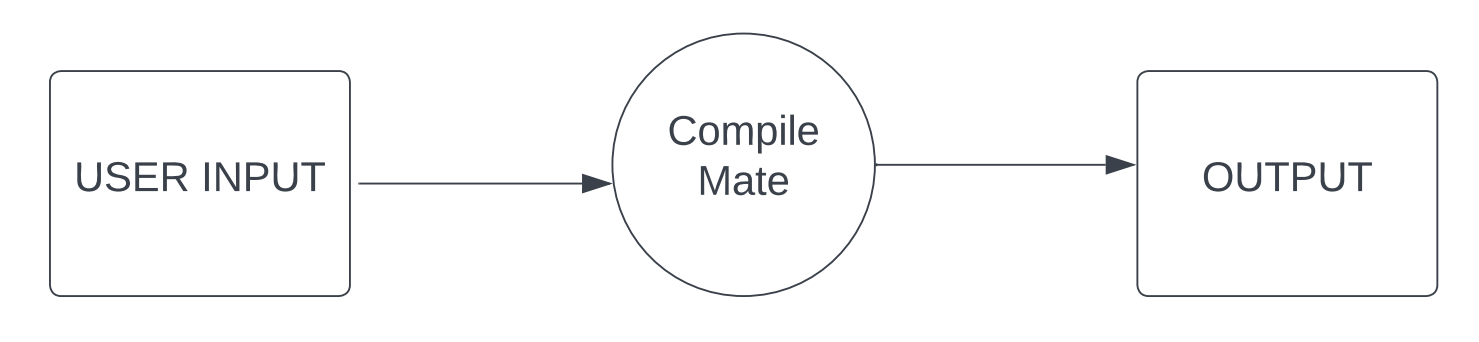 USER INPUT
Compile
Mate
OUTPUT